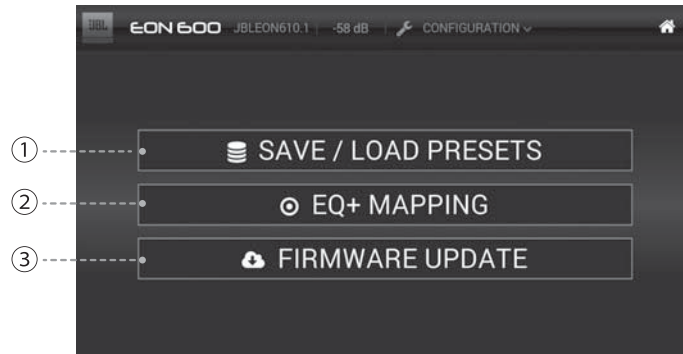 JBL EON 600 JBLEON610.1 | -58 dB | CONFIGURATION
1 SAVE / LOAD PRESETS
2 EQ+ MAPPING
3 FIRMWARE UPDATE